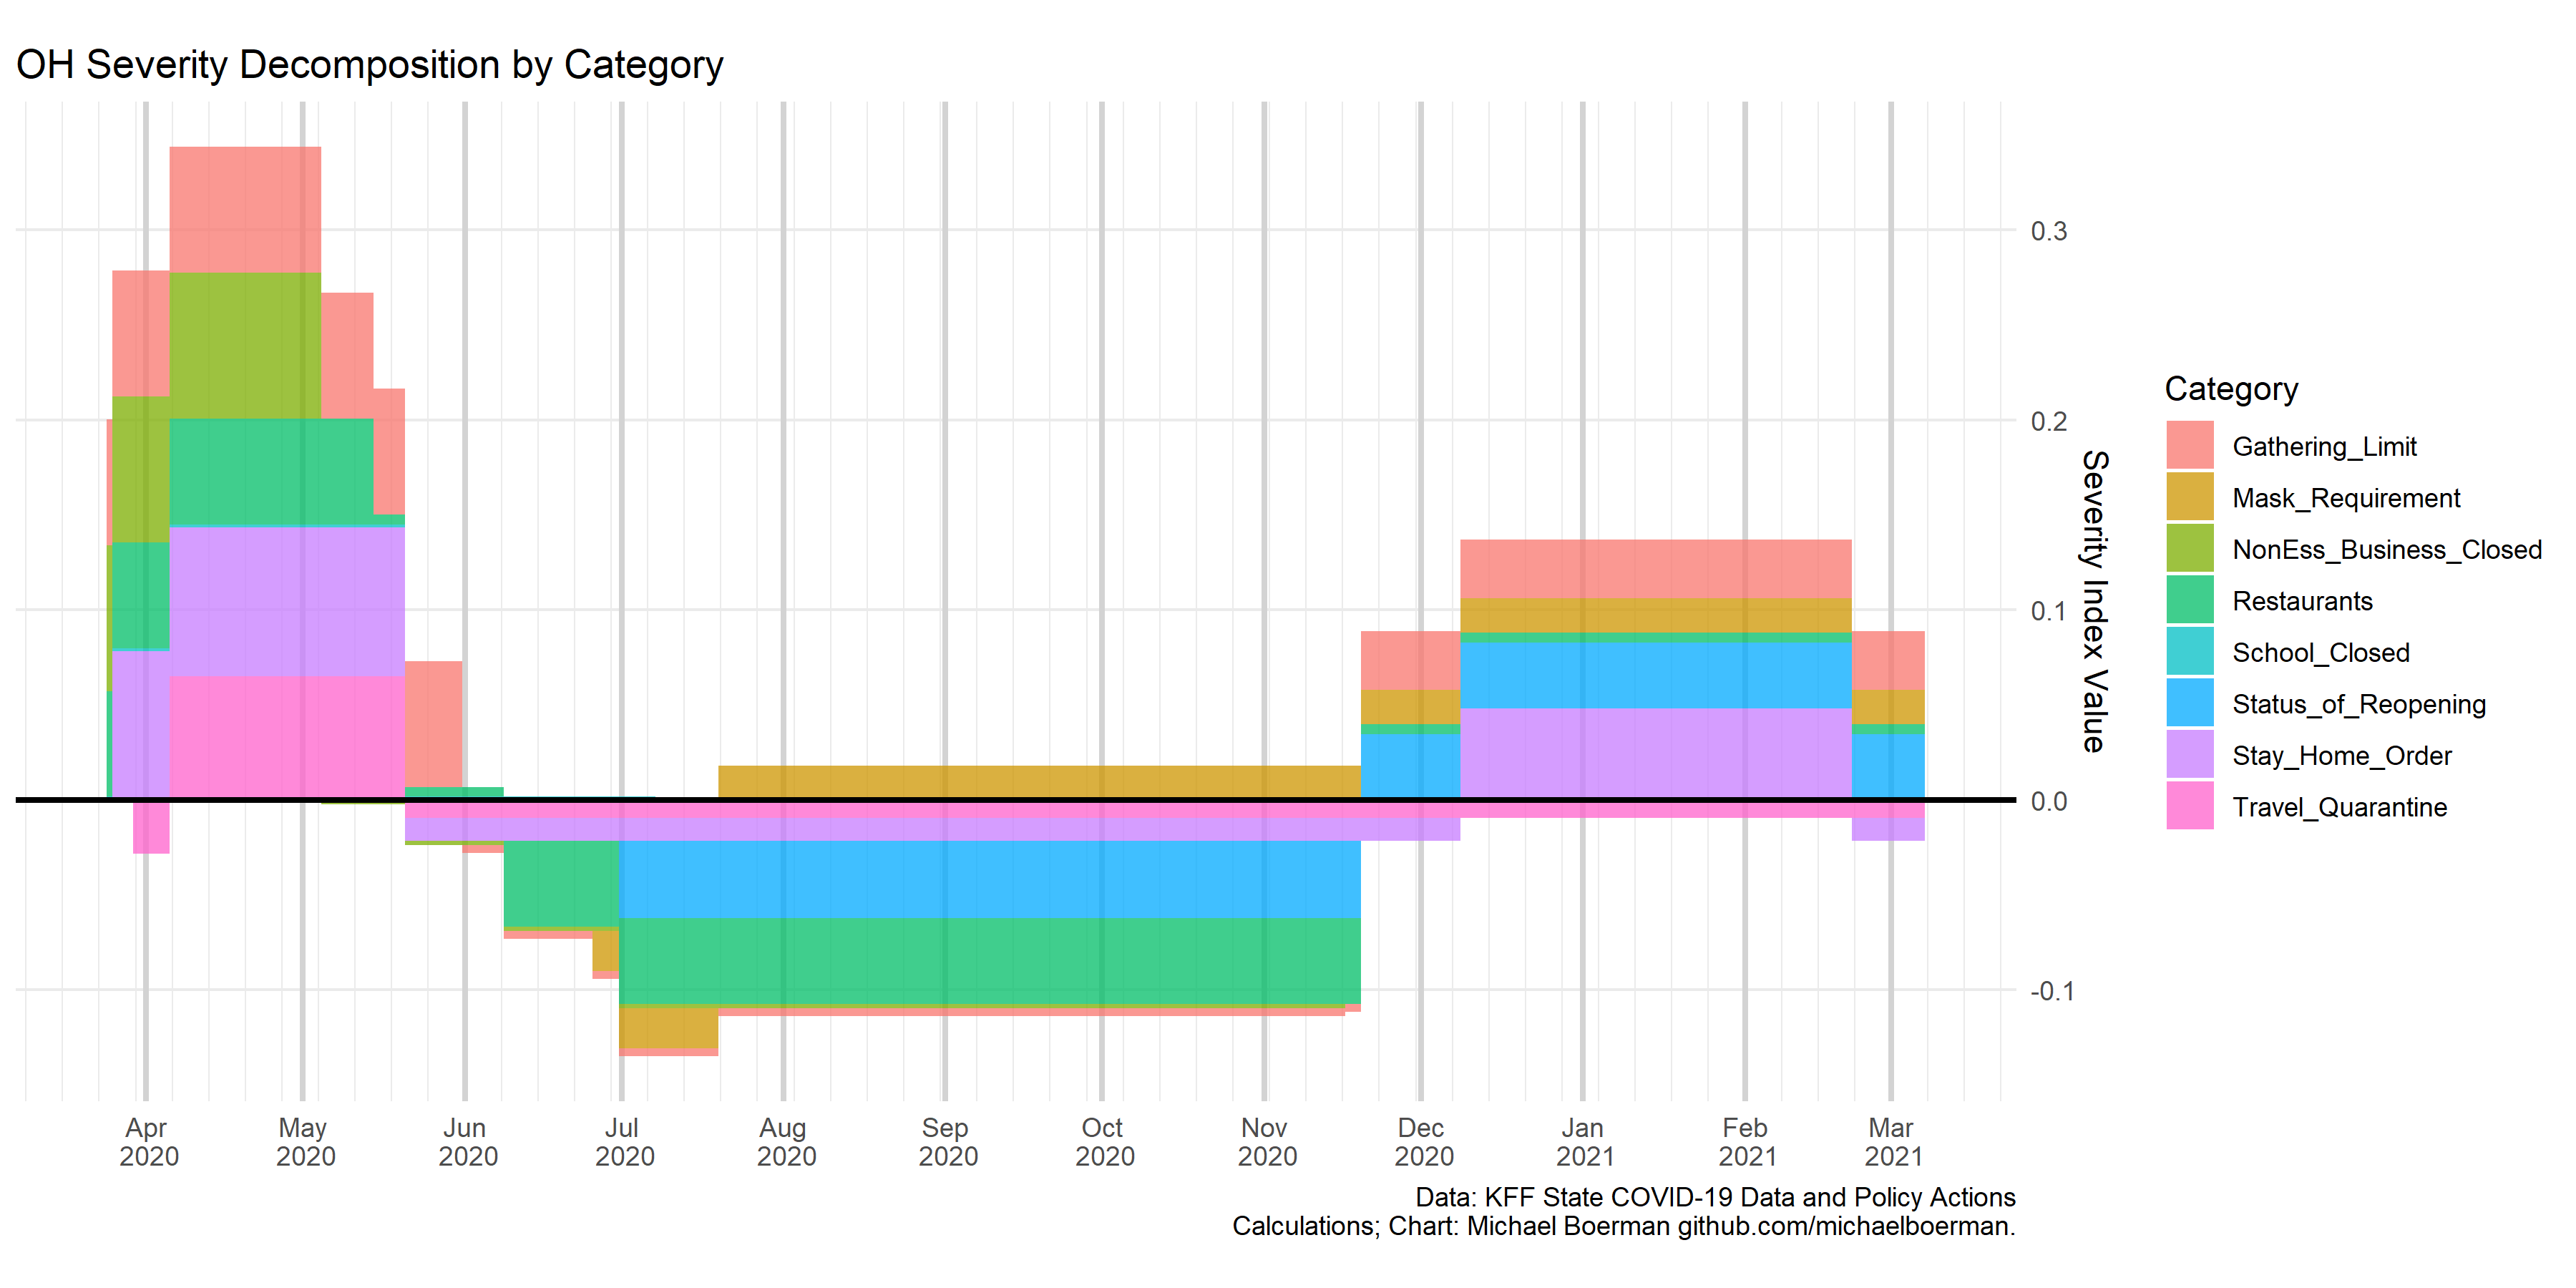 OH Severity Decomposition by Category
0.3
0.2
0.1
0.0
-0.1
Severity Index Value
Category
Gathering_Limit
Mask_Requirement
NonEss_Business_Closed
Restaurants
School_Closed
Status_of_Reopening
Stay_Home_Order
Travel_Quarantine
Apr May Jun Jul Aug Sep Oct Nov Dec Jan Feb Mar
2020 2020 2020 2020 2020 2020 2020 2020 2020 2021 2021 2021
Data: KFF State COVID-19 Data and Policy Actions
Calculations; Chart: Michael Boerman github.com/michaelboerman.